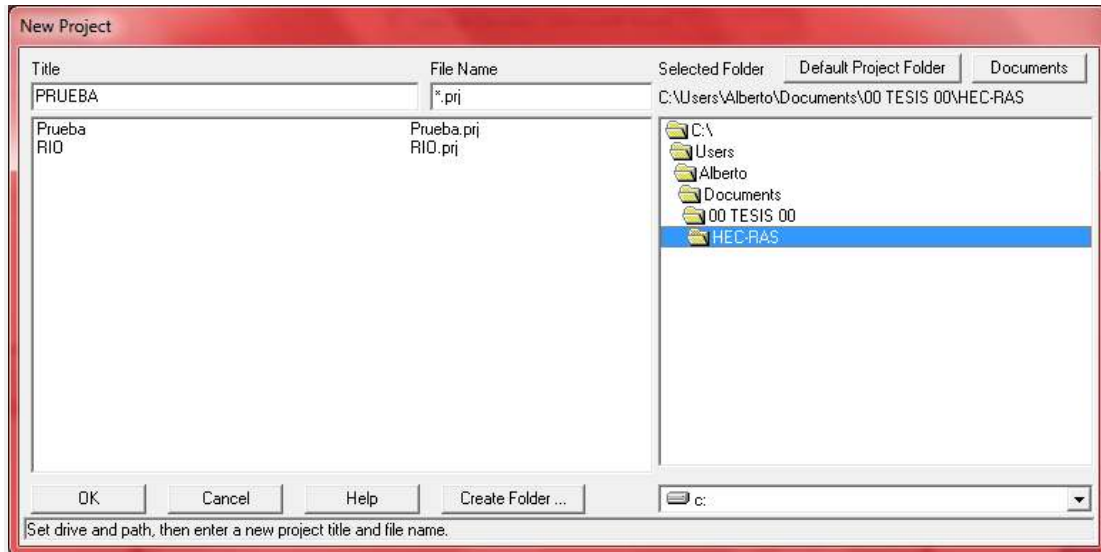 New Project
Title File Name Selected Folder Default Project Folder Documents
PRUEBA *.prj C:\Users\Alberto\Documents\00 TESIS 00\HEC-RAS
Prueba Prueba.prj C:\
RIO RIO.prj Users
Alberto
Documents
00 TESIS 00
HEC-RAS
OK Cancel Help Create Folder ... c:
Set drive and path, then enter a new project title and file name.